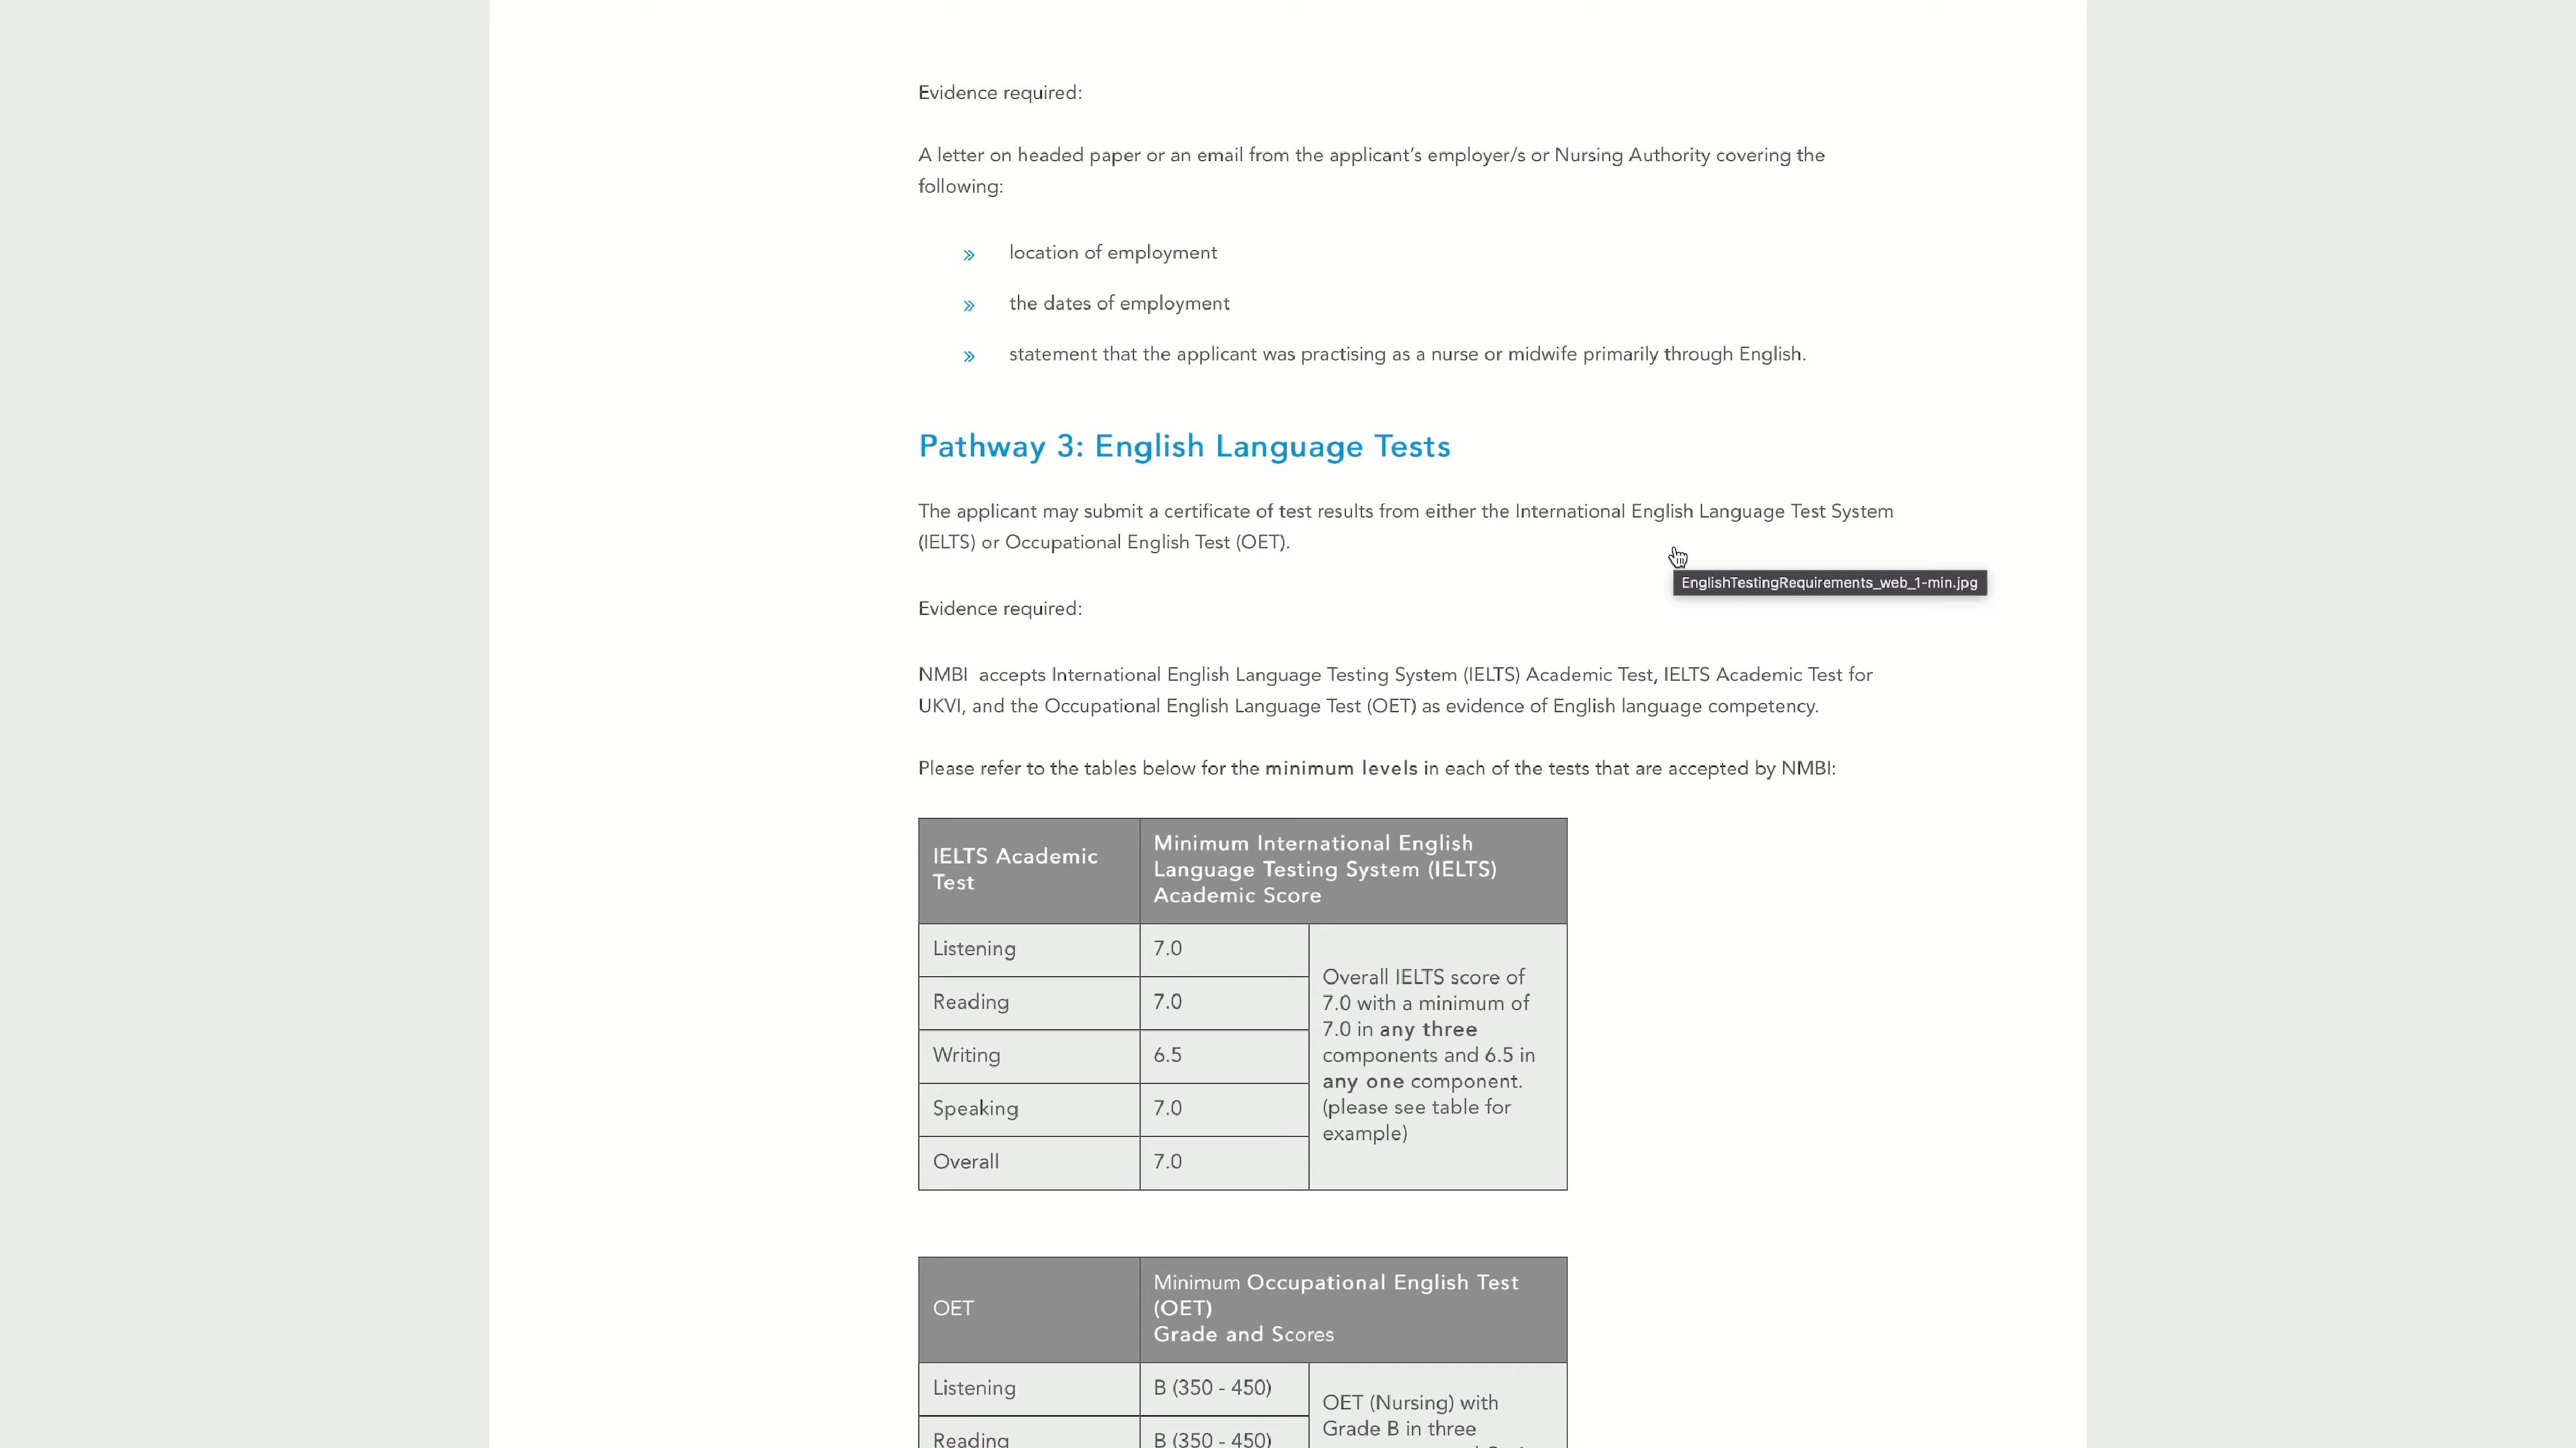 Evidence required:
A letter on headed paper or an email from the applicant's employer/s or Nursing Authority covering the
following:
» location of employment
» the dates of employment
» statement that the applicant was practising as a nurse or midwife primarily through English.
Pathway 3: English Language Tests
The applicant may submit a certificate of test results from either the International English Language Test System
(IELTS) or Occupational English Test (OET).
EnglishTestingRequirements_web_1-min.jpg
Evidence required:
NMBI accepts International English Language Testing System (IELTS) Academic Test, IELTS Academic Test for
UKVI, and the Occupational English Language Test (OET) as evidence of English language competency.
Please refer to the tables below for the minimum levels in each of the tests that are accepted by NMBI:
IELTS Academic
Test
Minimum International English
Language Testing System (IELTS)
Academic Score
Listening 7.0
Reading 7.0
Writing 6.5
Speaking 7.0
Overall 7.0
Overall IELTS score of
7.0 with a minimum of
7.0 in any three
components and 6.5 in
any one component.
(please see table for
example)
OET
Minimum Occupational English Test
(OET)
Grade and Scores
Listening B (350 - 450)
Reading B (350 - 450)
OET (Nursing) with
Grade B in three